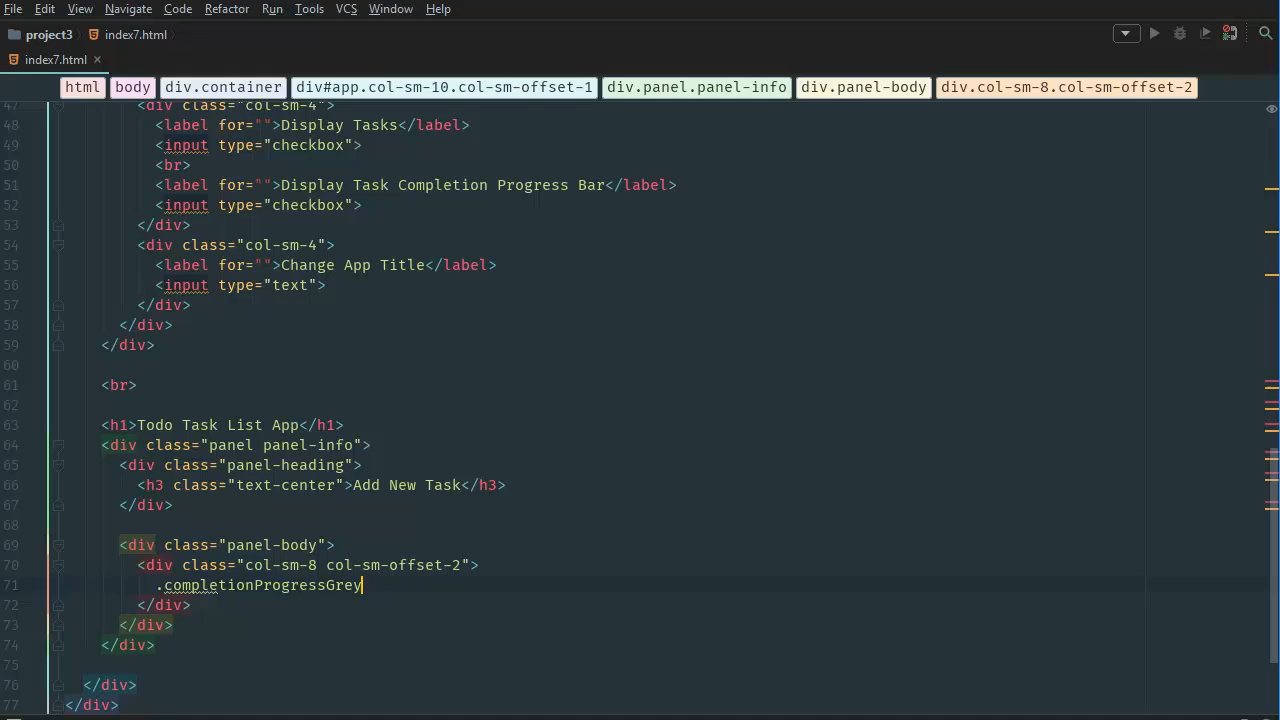 File Edit View Navigate Code Refactor Run Tools VCS Window Help
project3 index7.html
index7.html ×
html body div.container div#app.col-sm-10.col-sm-offset-1 div.panel.panel-info div.panel-body div.col-sm-8.col-sm-offset-2
47 <div class="col-sm-4">
48 <label for="">Display Tasks</label>
49 <input type="checkbox">
50 <br>
51 <label for="">Display Task Completion Progress Bar</label>
52 <input type="checkbox">
53 </div>
54 <div class="col-sm-4">
55 <label for="">Change App Title</label>
56 <input type="text">
57 </div>
58 </div>
59 </div>
60
61 <br>
62
63 <h1>Todo Task List App</h1>
64 <div class="panel panel-info">
65 <div class="panel-heading">
66 <h3 class="text-center">Add New Task</h3>
67 </div>
68
69 <div class="panel-body">
70 <div class="col-sm-8 col-sm-offset-2">
71 .completionProgressGrey
72 </div>
73 </div>
74 </div>
75
76 </div>
77 </div>